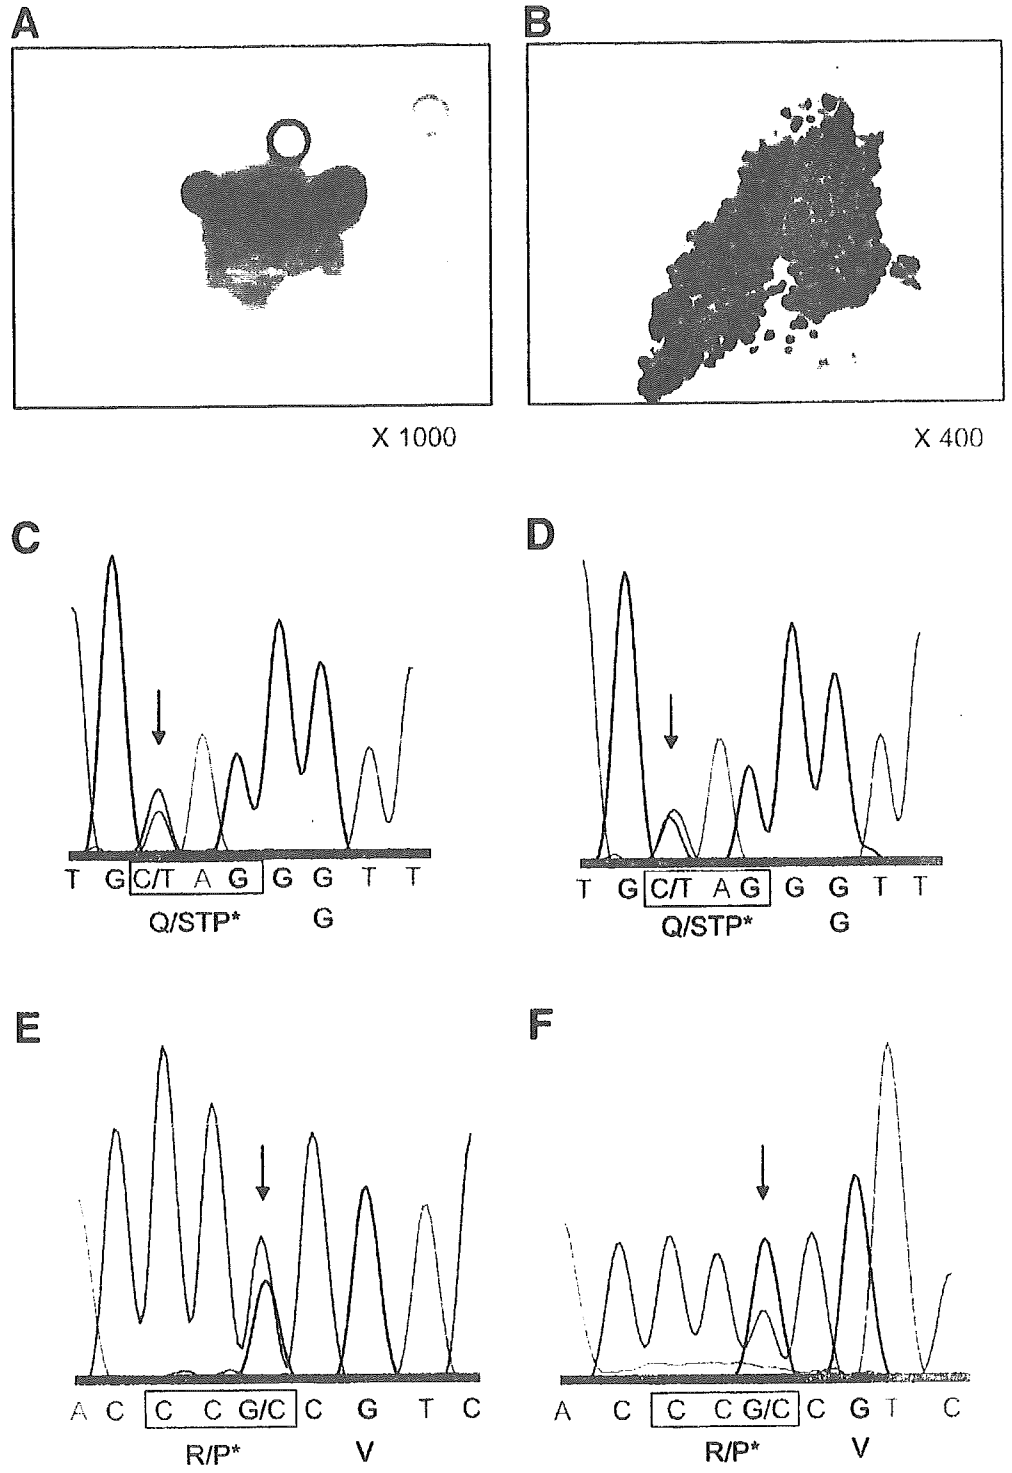 A
B
X 1000
X 400
C
D
T G C/T A G G G T T
Q/STP* G
T G C/T A G G G T T
Q/STP* G
E
F
A C C C G/C C G T C
R/P* V
A C C C G/C C G T C
R/P* V